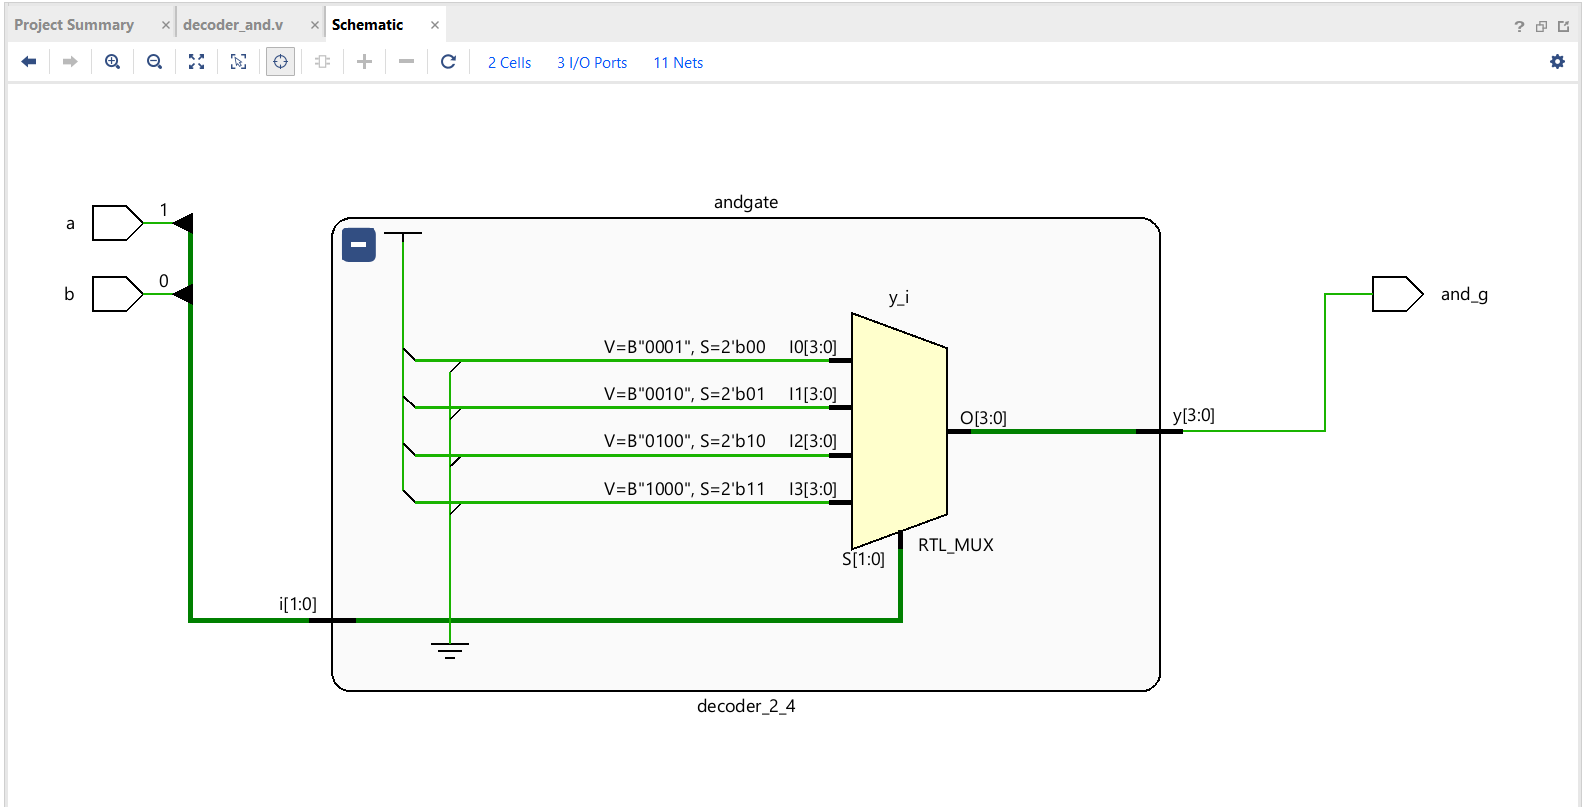 Project Summary × decoder_and.v × Schematic ×
?
2 Cells 3 I/O Ports 11 Nets
andgate
a 1
b 0
y_i
and_g
V=B"0001", S=2'b00 I0[3:0]
V=B"0010", S=2'b01 I1[3:0]
V=B"0100", S=2'b10 I2[3:0]
V=B"1000", S=2'b11 I3[3:0]
O[3:0]
y[3:0]
S[1:0]
RTL_MUX
i[1:0]
decoder_2_4